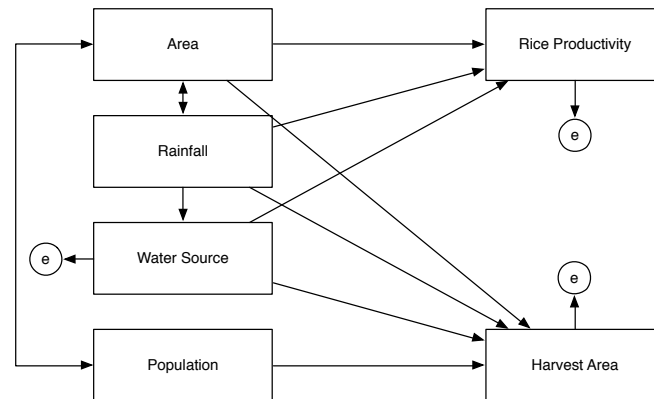 Area
Rice Productivity
e
Rainfall
Water Source
e
e
Population
Harvest Area